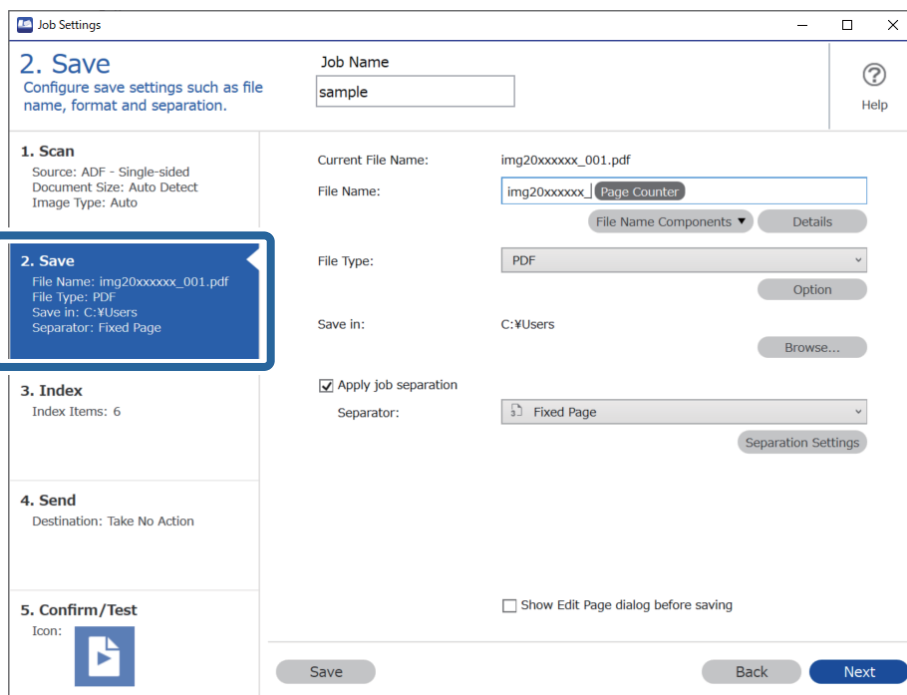 Job Settings
2. Save
Configure save settings such as file
name, format and separation.
Job Name
sample
Help
1. Scan
Source: ADF - Single-sided
Document Size: Auto Detect
Image Type: Auto
2. Save
File Name: img20xxxxxx_001.pdf
File Type: PDF
Save in: C:¥Users
Separator: Fixed Page
3. Index
Index Items: 6
4. Send
Destination: Take No Action
5. Confirm/Test
Icon:
Current File Name: img20xxxxxx_001.pdf
File Name: img20xxxxxx_ Page Counter
File Name Components ▼ Details
File Type: PDF
Option
Save in: C:¥Users
Browse...
Apply job separation
Separator: Fixed Page
Separation Settings
Show Edit Page dialog before saving
Save Back Next